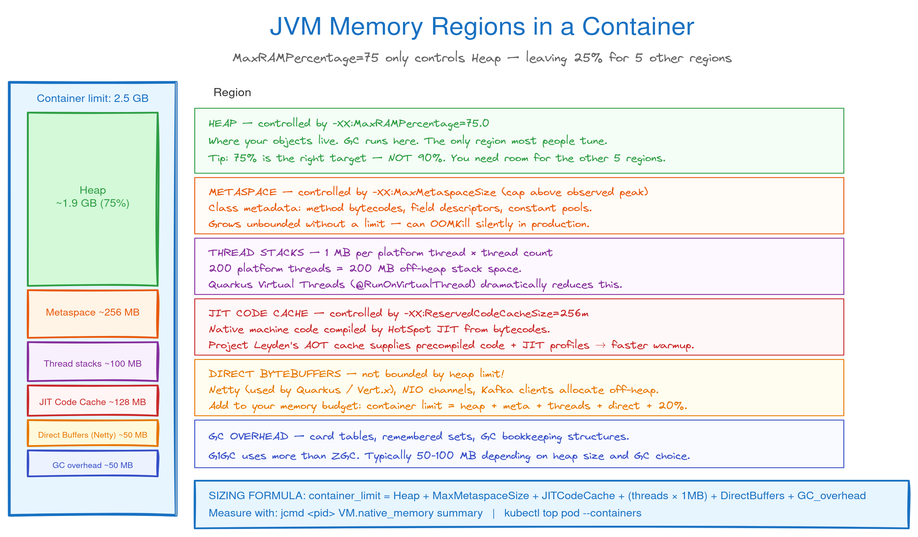 JVM Memory Regions in a Container
MaxRAMPercentage=75 only controls Heap — leaving 25% for 5 other regions
Container limit: 2.5 GB
Heap
~1.9 GB (75%)
Metaspace ~256 MB
Thread stacks ~100 MB
JIT Code Cache ~128 MB
Direct Buffers (Netty) ~50 MB
GC overhead ~50 MB
Region
HEAP — controlled by -XX:MaxRAMPercentage=75.0
Where your objects live. GC runs here. The only region most people tune.
Tip: 75% is the right target — NOT 90%. You need room for the other 5 regions.
METASPACE — controlled by -XX:MaxMetaspaceSize (cap above observed peak)
Class metadata: method bytecodes, field descriptors, constant pools.
Grows unbounded without a limit — can OOMKill silently in production.
THREAD STACKS — 1 MB per platform thread × thread count
200 platform threads = 200 MB off-heap stack space.
Quarkus Virtual Threads (@RunOnVirtualThread) dramatically reduces this.
JIT CODE CACHE — controlled by -XX:ReservedCodeCacheSize=256m
Native machine code compiled by HotSpot JIT from bytecodes.
Project Leyden's AOT cache supplies precompiled code + JIT profiles → faster warmup.
DIRECT BYTEBUFFERS — not bounded by heap limit!
Netty (used by Quarkus / Vert.x), NIO channels, Kafka clients allocate off-heap.
Add to your memory budget: container limit = heap + meta + threads + direct + 20%.
GC OVERHEAD — card tables, remembered sets, GC bookkeeping structures.
G1GC uses more than ZGC. Typically 50-100 MB depending on heap size and GC choice.
SIZING FORMULA: container_limit = Heap + MaxMetaspaceSize + JITCodeCache + (threads × 1MB) + DirectBuffers + GC_overhead
Measure with: jcmd <pid> VM.native_memory summary | kubectl top pod --containers